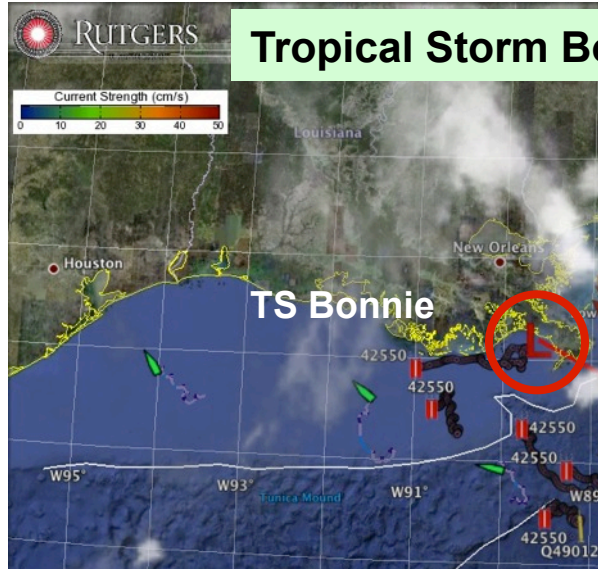 RUTGERS
Tropical Storm Bo
Current Strength (cm/s)
0 10 20 30 40 50
Louisiana
New Orleans
Houston
TS Bonnie
42550
42550
42550
42550
W95°
W93°
W91°
W89
Tunica Mound
42550
Q49012